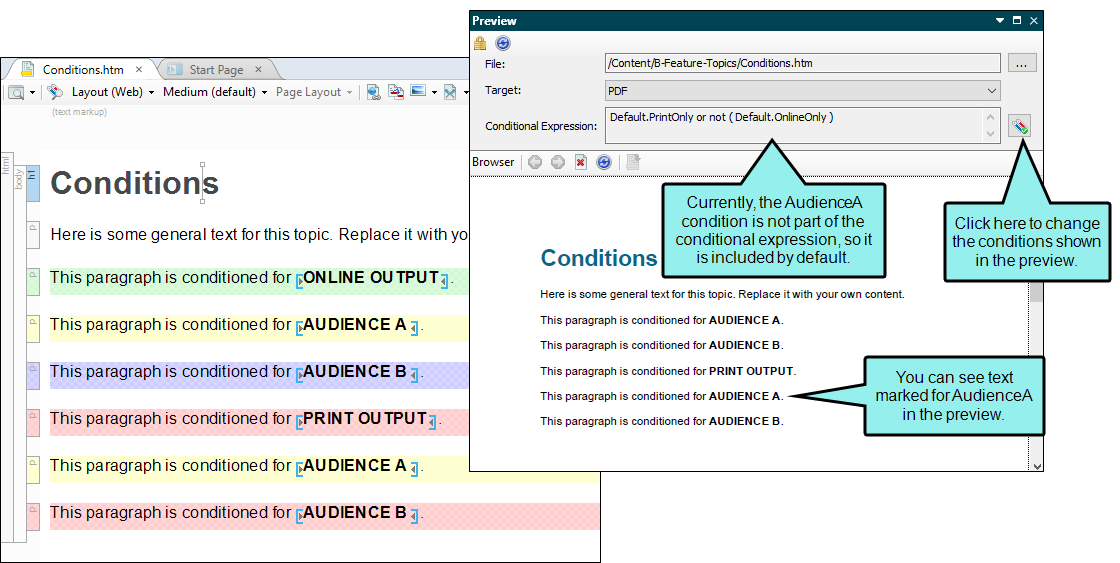 Conditions.htm
Start Page
Layout (Web)
Medium (default)
Page Layout
(text markup)
html
body
h1
Conditions
p
Here is some general text for this topic. Replace it with you
p
This paragraph is conditioned for ONLINE OUTPUT.
p
This paragraph is conditioned for AUDIENCE A.
p
This paragraph is conditioned for AUDIENCE B.
p
This paragraph is conditioned for PRINT OUTPUT.
p
This paragraph is conditioned for AUDIENCE A.
p
This paragraph is conditioned for AUDIENCE B.
Preview
File:
/Content/B-Feature-Topics/Conditions.htm
...
Target:
PDF
Conditional Expression:
Default.PrintOnly or not ( Default.OnlineOnly )
Browser
Currently, the AudienceA
condition is not part of the
conditional expression, so it
is included by default.
Click here to change
the conditions shown
in the preview.
Conditions
Here is some general text for this topic. Replace it with your own content.
This paragraph is conditioned for AUDIENCE A.
This paragraph is conditioned for AUDIENCE B.
This paragraph is conditioned for PRINT OUTPUT.
This paragraph is conditioned for AUDIENCE A.
This paragraph is conditioned for AUDIENCE B.
You can see text
marked for AudienceA
in the preview.